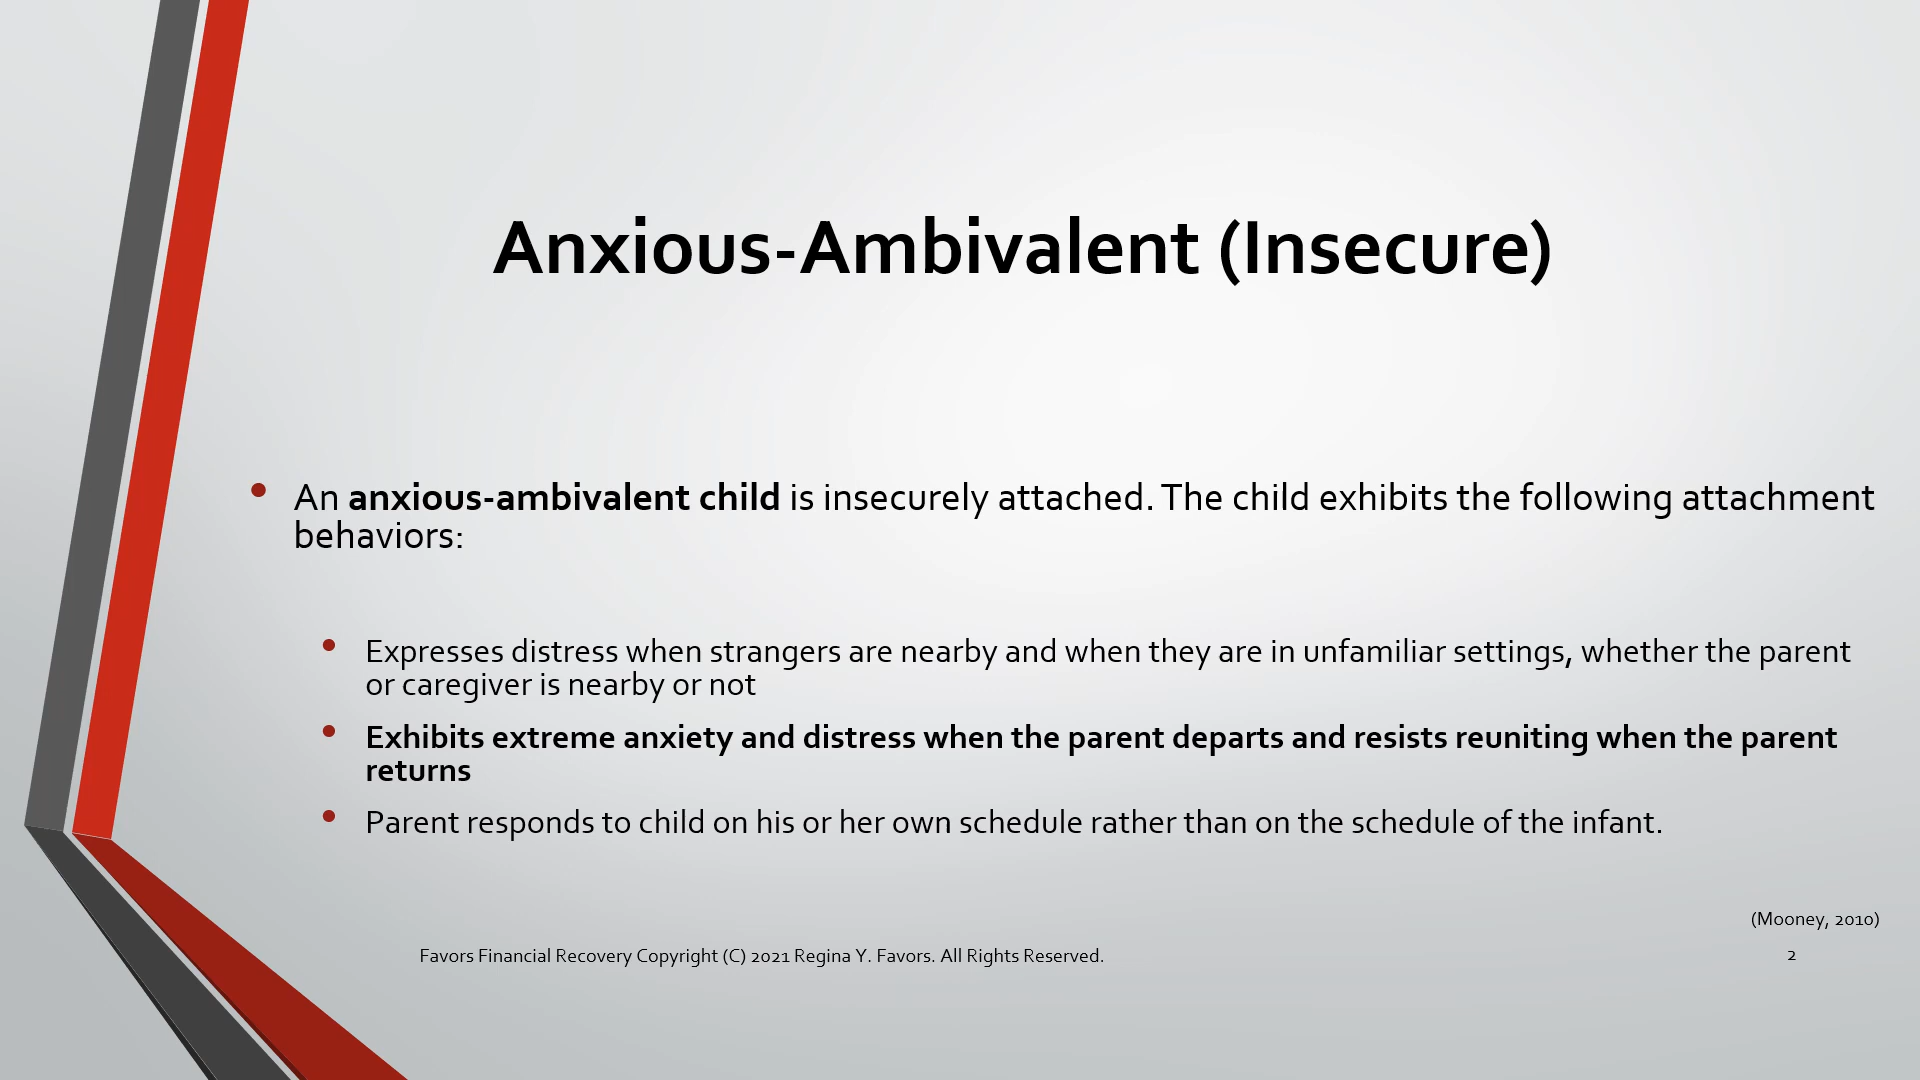 Anxious-Ambivalent (Insecure)
• An anxious-ambivalent child is insecurely attached. The child exhibits the following attachment
behaviors:
• Expresses distress when strangers are nearby and when they are in unfamiliar settings, whether the parent
or caregiver is nearby or not
• Exhibits extreme anxiety and distress when the parent departs and resists reuniting when the parent
returns
• Parent responds to child on his or her own schedule rather than on the schedule of the infant.
(Mooney, 2010)
Favors Financial Recovery Copyright (C) 2021 Regina Y. Favors. All Rights Reserved.
2